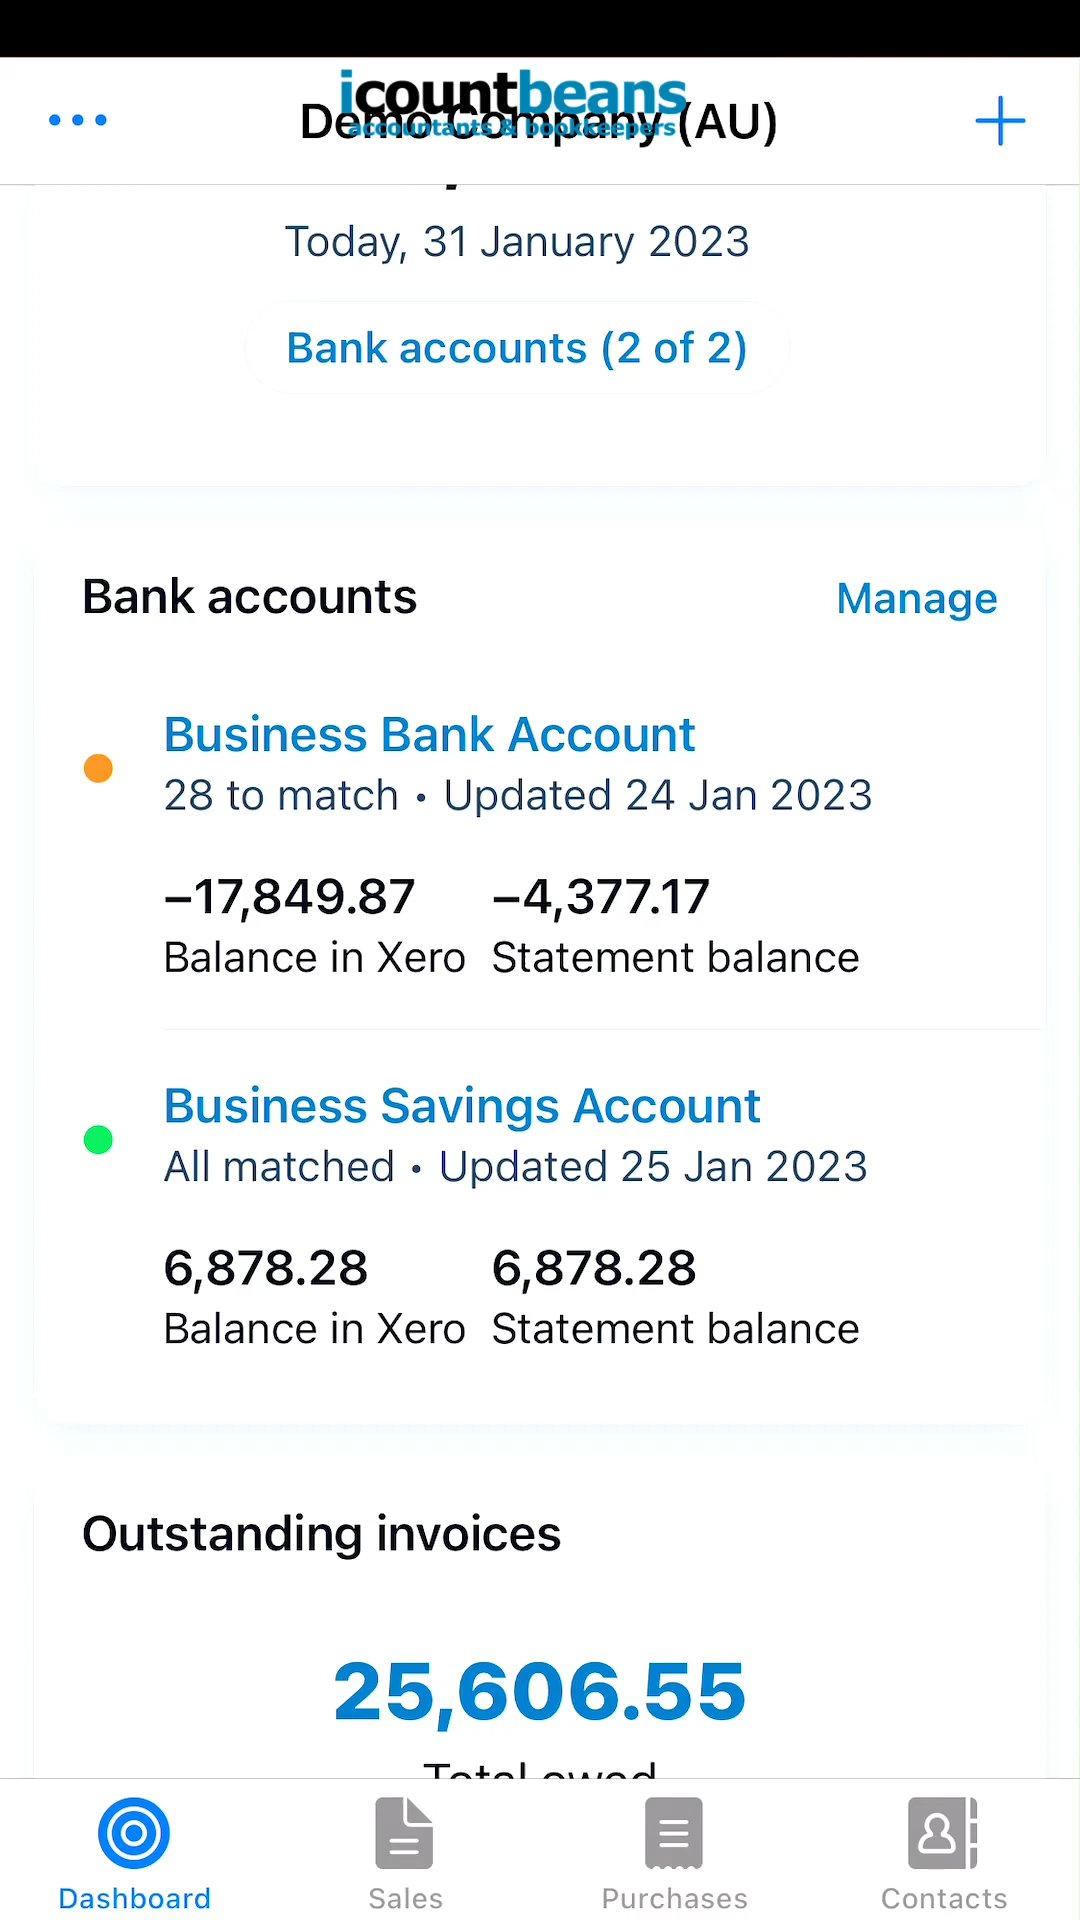 icountbeans
accountants & bookkeepers
Demo Company (AU)
Today, 31 January 2023
Bank accounts (2 of 2)
Bank accounts
Manage
Business Bank Account
28 to match • Updated 24 Jan 2023
–17,849.87 –4,377.17
Balance in Xero Statement balance
Business Savings Account
All matched • Updated 25 Jan 2023
6,878.28 6,878.28
Balance in Xero Statement balance
Outstanding invoices
25,606.55
Total owed
Dashboard Sales Purchases Contacts